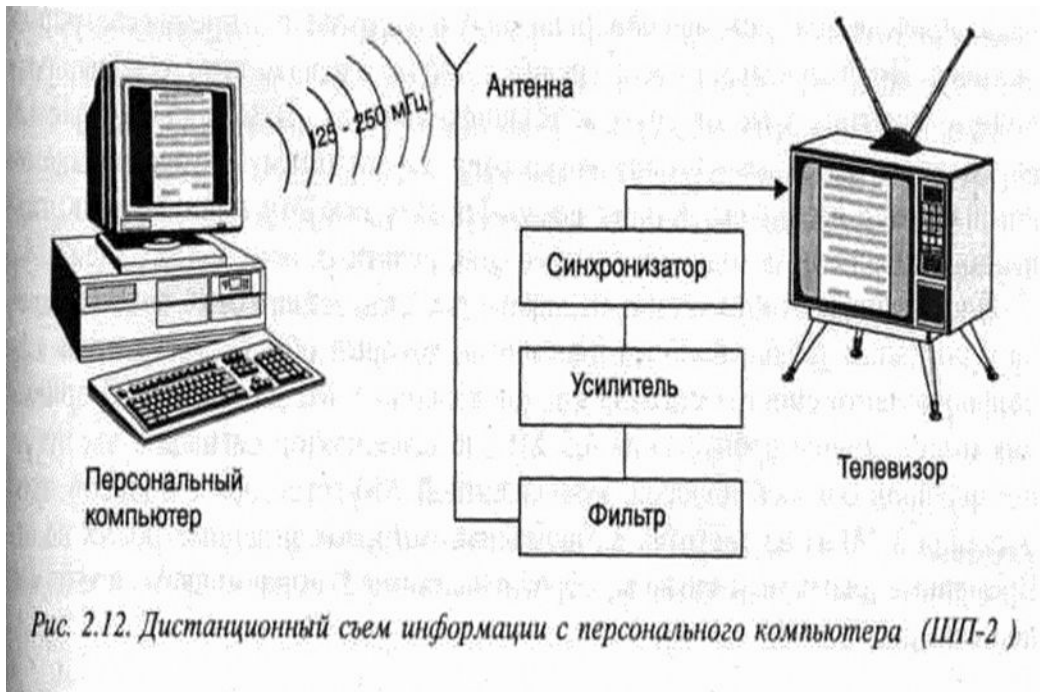 125 - 250 мГц
Антенна
Синхронизатор
Усилитель
Фильтр
Персональный
компьютер
Телевизор
Рис. 2.12. Дистанционный съем информации с персонального компьютера (ШП-2 )